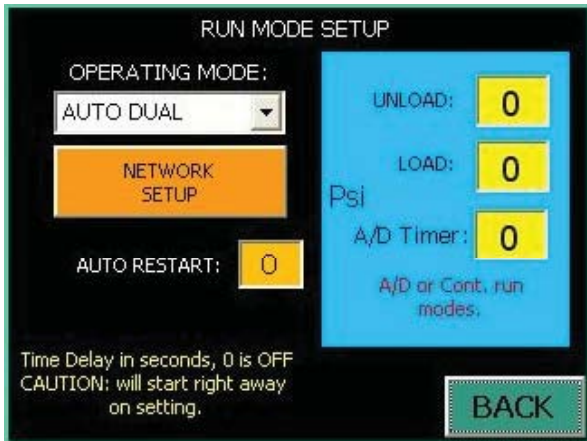 RUN MODE SETUP
OPERATING MODE:
AUTO DUAL
NETWORK
SETUP
AUTO RESTART: 0
Time Delay in seconds, 0 is OFF
CAUTION: will start right away
on setting.
UNLOAD: 0
LOAD: 0
Psi
A/D Timer: 0
A/D or Cont. run
modes.
BACK